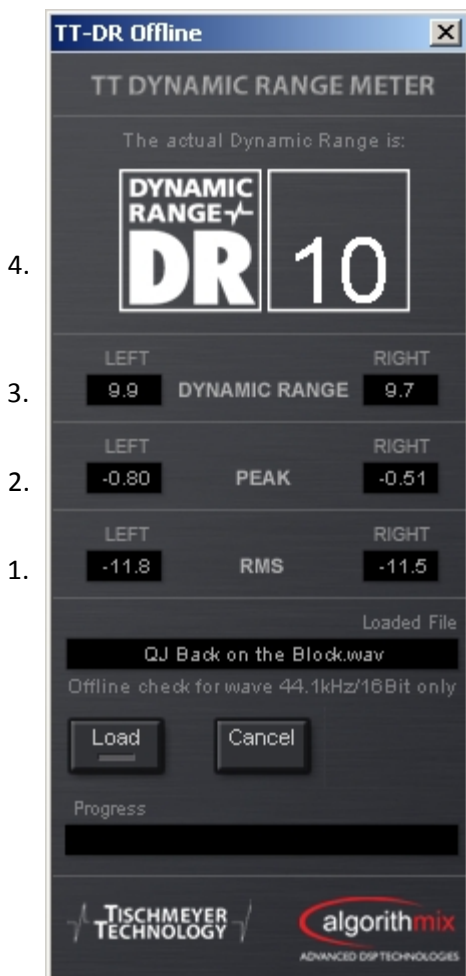 TT-DR Offline
TT DYNAMIC RANGE METER
The actual Dynamic Range is:
DYNAMIC
RANGE
DR
10
4.
LEFT RIGHT
3. 9.9 DYNAMIC RANGE 9.7
LEFT RIGHT
2. -0.80 PEAK -0.51
LEFT RIGHT
1. -11.8 RMS -11.5
Loaded File
QJ Back on the Block.wav
Offline check for wave 44.1kHz/16Bit only
Load Cancel
Progress
TISCHMEYER
TECHNOLOGY
algorithmix
ADVANCED DSP TECHNOLOGIES